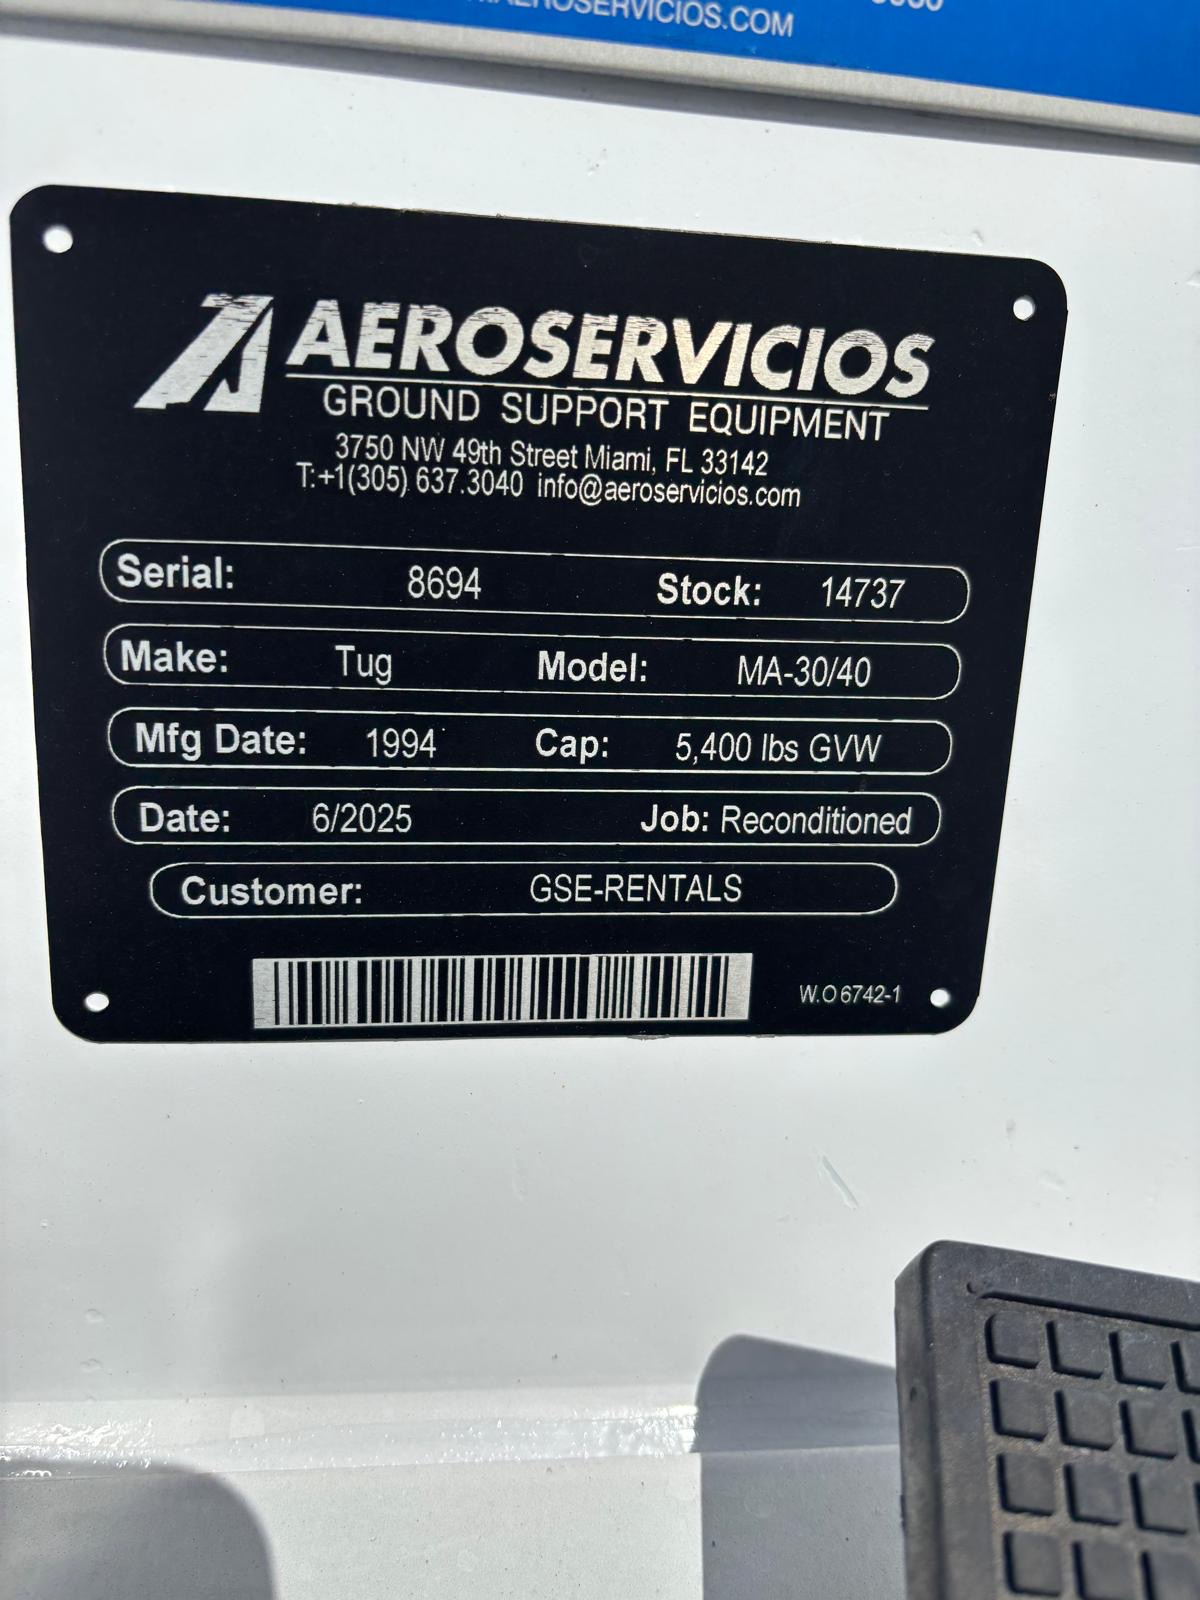 AEROSERVICIOS.COM
AEROSERVICIOS
GROUND SUPPORT EQUIPMENT
3750 NW 49th Street Miami, FL 33142
T:+1(305) 637.3040 info@aeroservicios.com
Serial: 8694 Stock: 14737
Make: Tug Model: MA-30/40
Mfg Date: 1994 Cap: 5,400 lbs GVW
Date: 6/2025 Job: Reconditioned
Customer: GSE-RENTALS
W.O 6742-1